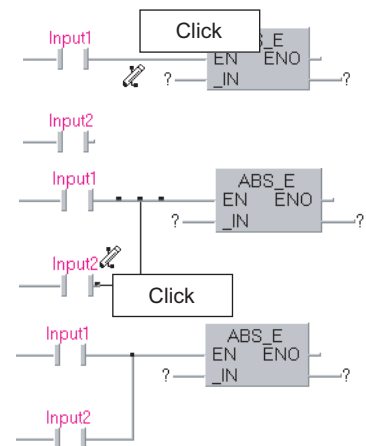 Input1
Click
S_E
EN ENO
? _IN ?
Input2
Input1
ABS_E
EN ENO
? _IN ?
Input2
Click
Input1
ABS_E
EN ENO
? _IN ?
Input2